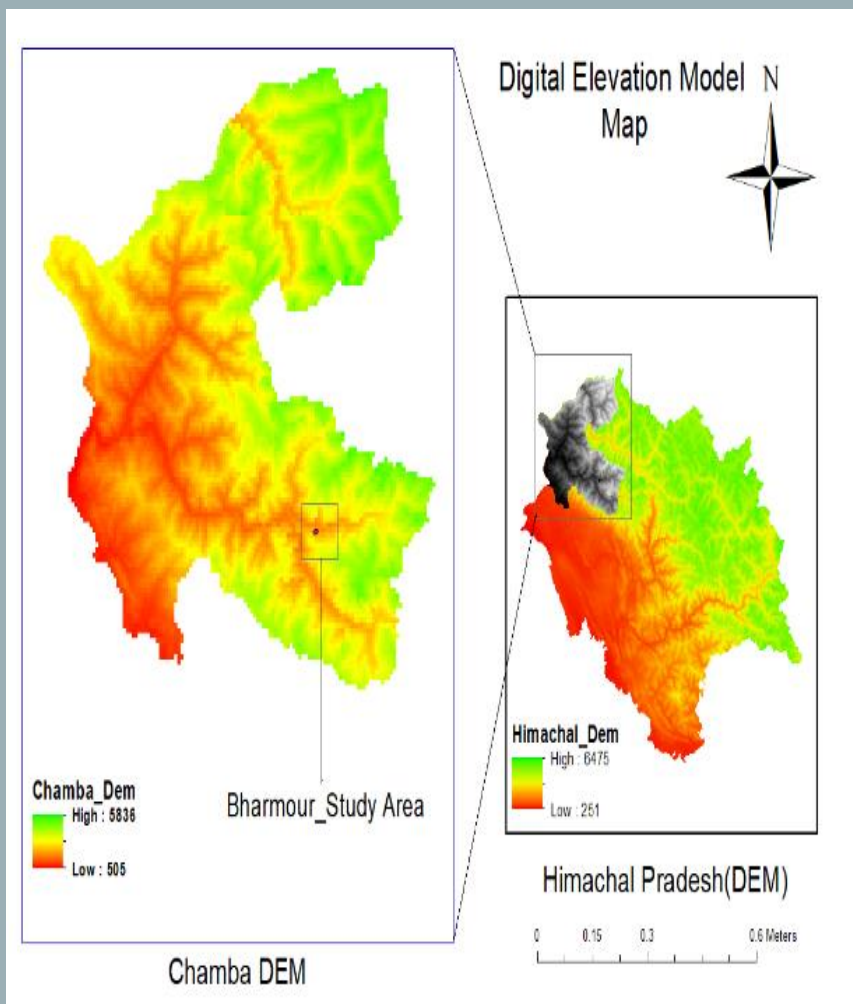 Digital Elevation Model
Map
N
Chamba_Dem
High : 5836
Low : 505
Bharmour_Study Area
Chamba DEM
Himachal_Dem
High : 6475
Low : 251
Himachal Pradesh(DEM)
0 0.15 0.3 0.6 Meters